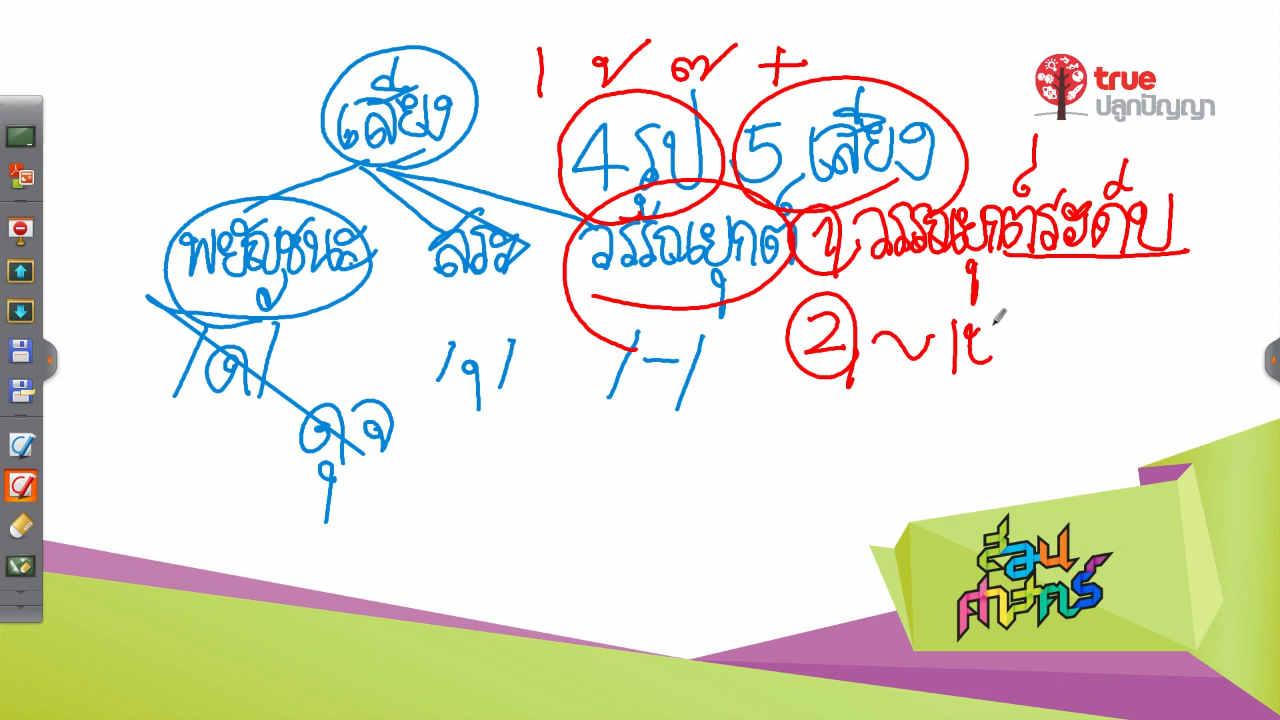 ่ ้ ๊ ๋
true
ปลูกปัญญา
เสียง
4 รูป 5 เสียง
พยัญชนะ สระ วรรณยุกต์ 1. วรรณยุกต์ระดับ
/ด/ /ุ/ /-/ 2. ~
ดุ
สอน
ศาสตร์